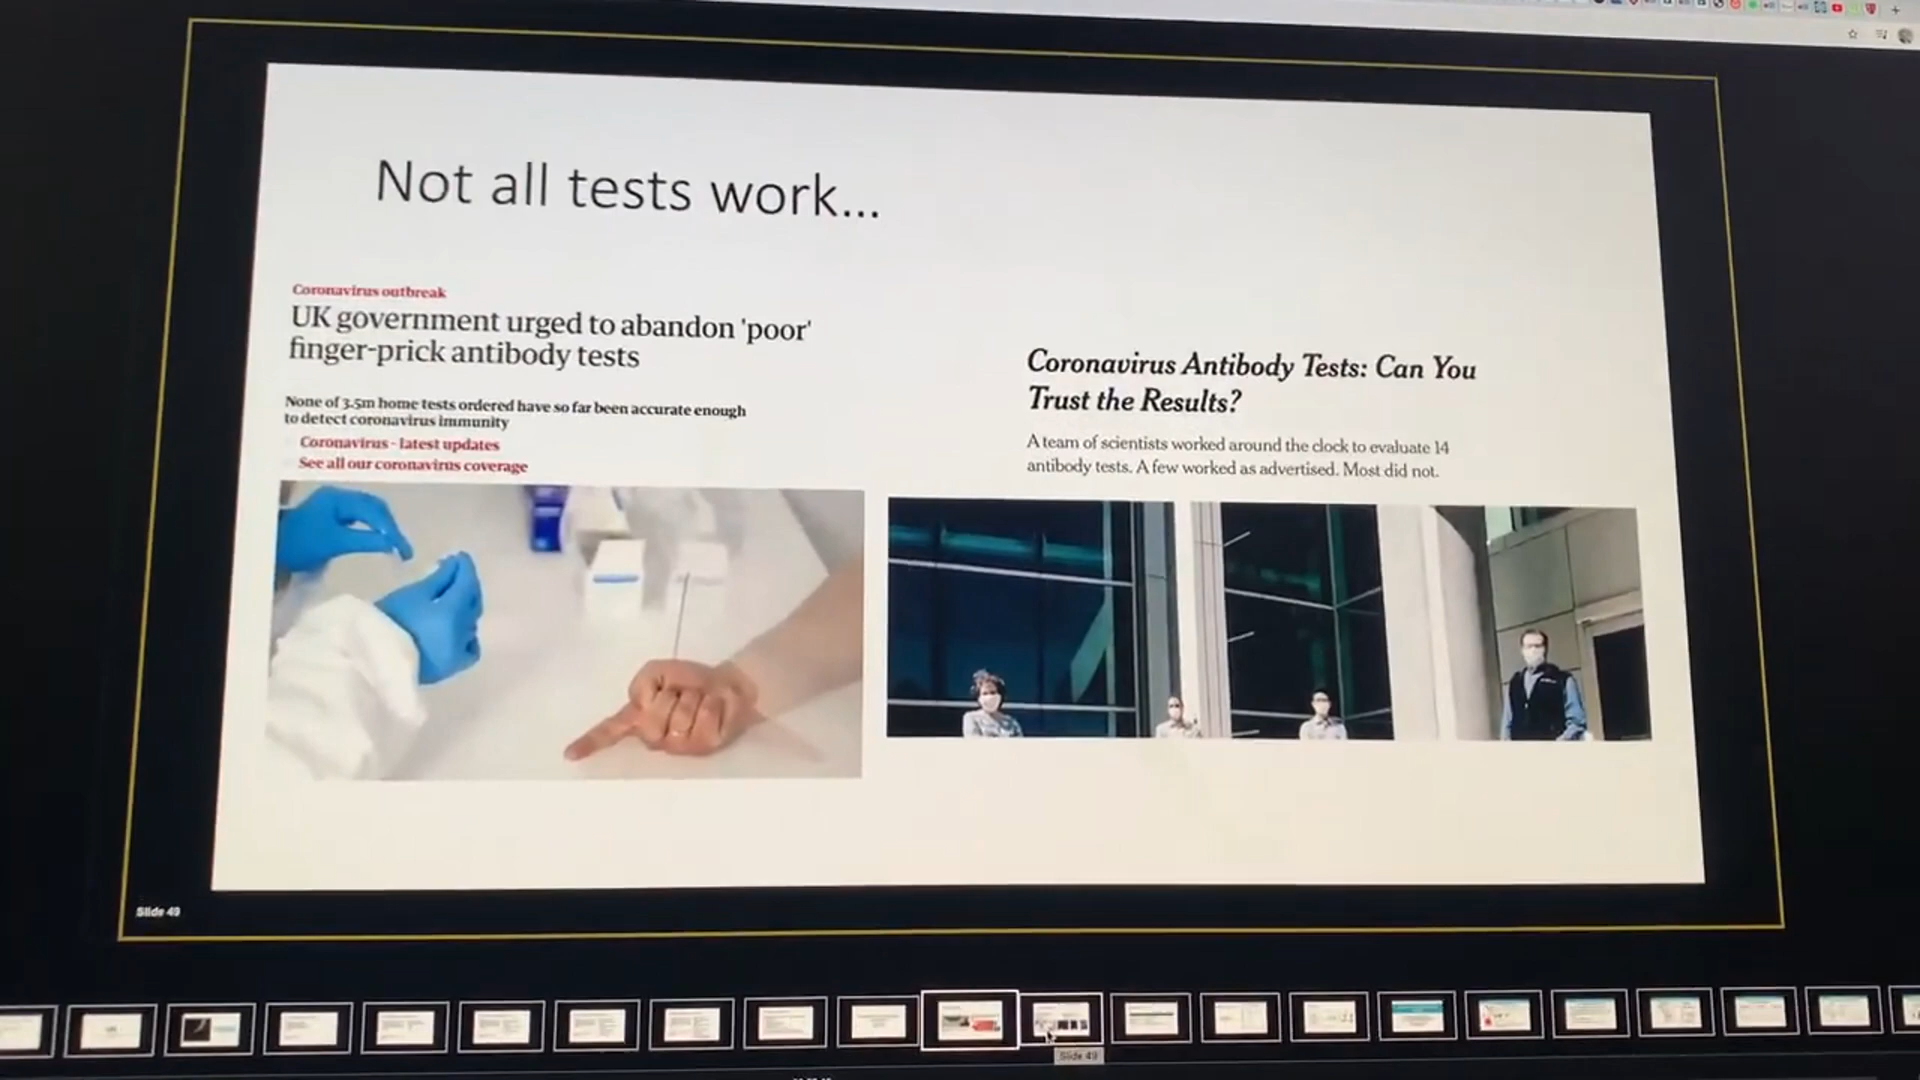 Not all tests work...
Coronavirus outbreak
UK government urged to abandon 'poor'
finger-prick antibody tests
None of 3.5m home tests ordered have so far been accurate enough
to detect coronavirus immunity
Coronavirus - latest updates
See all our coronavirus coverage
Coronavirus Antibody Tests: Can You
Trust the Results?
A team of scientists worked around the clock to evaluate 14
antibody tests. A few worked as advertised. Most did not.
Slide 49
Slide 49